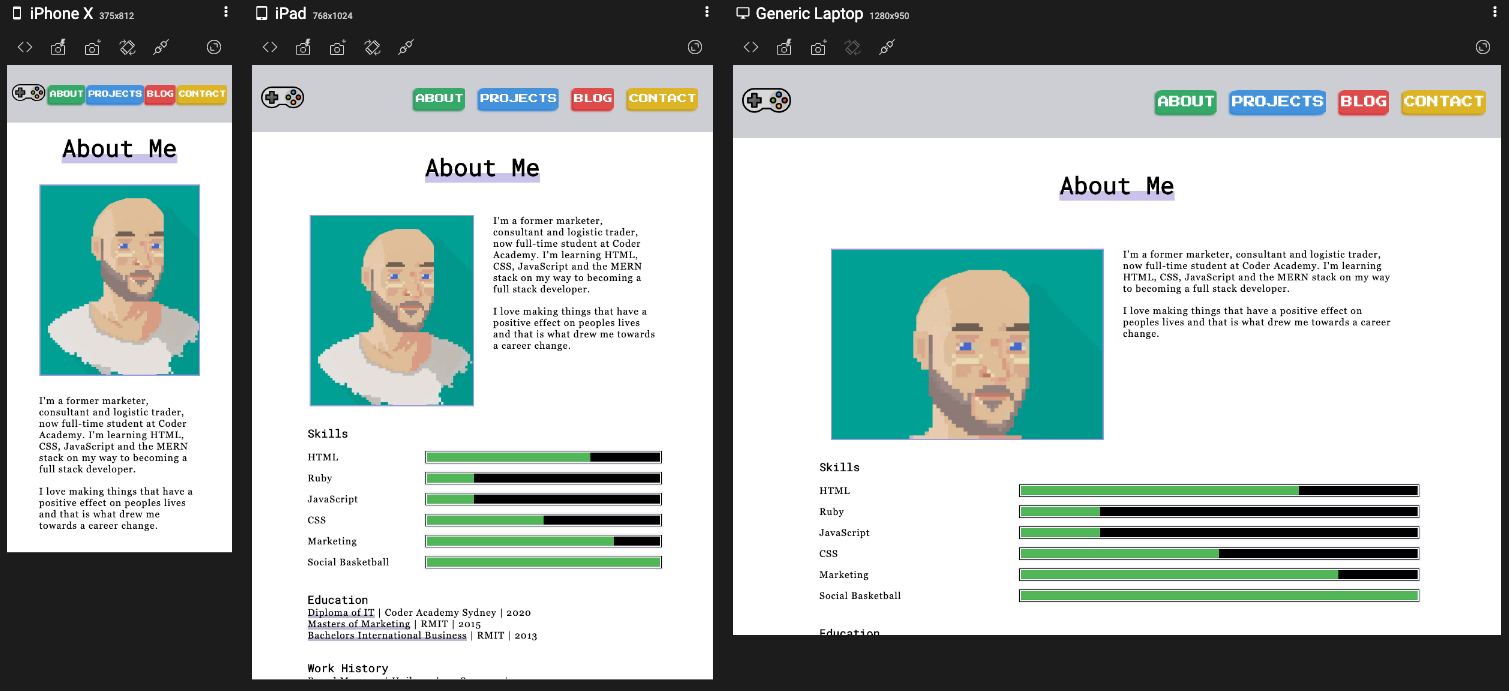 iPhone X 375x812
ABOUT PROJECTS BLOG CONTACT
About Me
I'm a former marketer,
consultant and logistic trader,
now full-time student at Coder
Academy. I'm learning HTML,
CSS, JavaScript and the MERN
stack on my way to becoming a
full stack developer.
I love making things that have a
positive effect on peoples lives
and that is what drew me
towards a career change.
iPad 768x1024
ABOUT PROJECTS BLOG CONTACT
About Me
I'm a former marketer,
consultant and logistic trader,
now full-time student at Coder
Academy. I'm learning HTML,
CSS, JavaScript and the MERN
stack on my way to becoming a
full stack developer.
I love making things that have a
positive effect on peoples lives
and that is what drew me towards
a career change.
Skills
HTML
Ruby
JavaScript
CSS
Marketing
Social Basketball
Education
Diploma of IT | Coder Academy Sydney | 2020
Masters of Marketing | RMIT | 2015
Bachelors International Business | RMIT | 2013
Work History
Generic Laptop 1280x950
ABOUT PROJECTS BLOG CONTACT
About Me
I'm a former marketer, consultant and logistic trader,
now full-time student at Coder Academy. I'm learning
HTML, CSS, JavaScript and the MERN stack on my way
to becoming a full stack developer.
I love making things that have a positive effect on
peoples lives and that is what drew me towards a career
change.
Skills
HTML
Ruby
JavaScript
CSS
Marketing
Social Basketball
Education